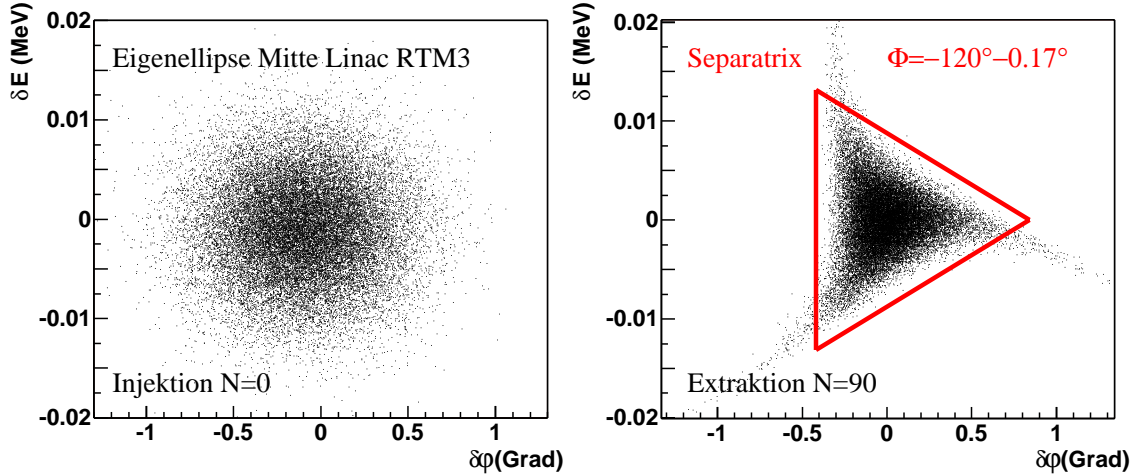 δE (MeV)
0.02
0.01
0
-0.01
-0.02
Eigenellipse Mitte Linac RTM3
Injektion N=0
-1
-0.5
0
0.5
1
δφ(Grad)
δE (MeV)
0.02
0.01
0
-0.01
-0.02
Separatrix Φ=−120°−0.17°
Extraktion N=90
-1
-0.5
0
0.5
1
δφ(Grad)